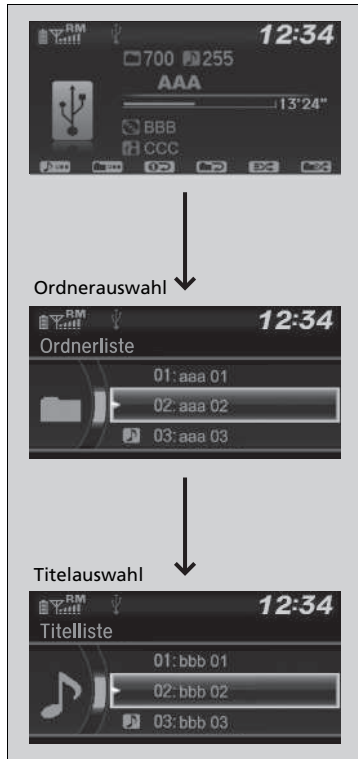 RM 12:34
700 255
AAA
13'24"
BBB
CCC
Ordnerauswahl
RM 12:34
Ordnerliste
01:aaa 01
02:aaa 02
03:aaa 03
Titelauswahl
RM 12:34
Titelliste
01:bbb 01
02:bbb 02
03:bbb 03